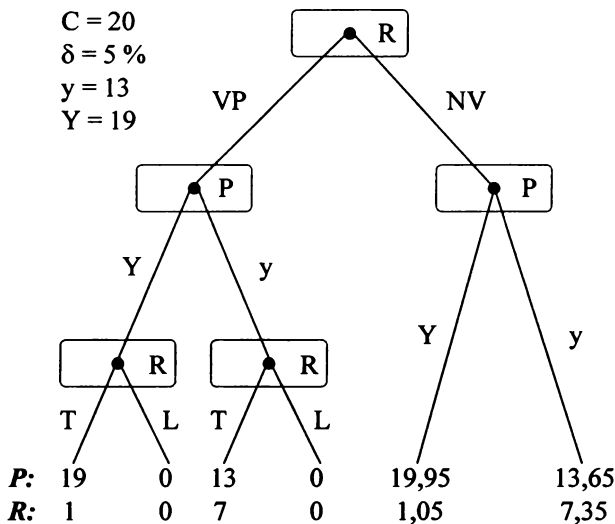 C = 20
δ = 5 %
y = 13
Y = 19
R
VP NV
P P
Y y
Y y
R R
T L T L
P: 19 0 13 0 19,95 13,65
R: 1 0 7 0 1,05 7,35